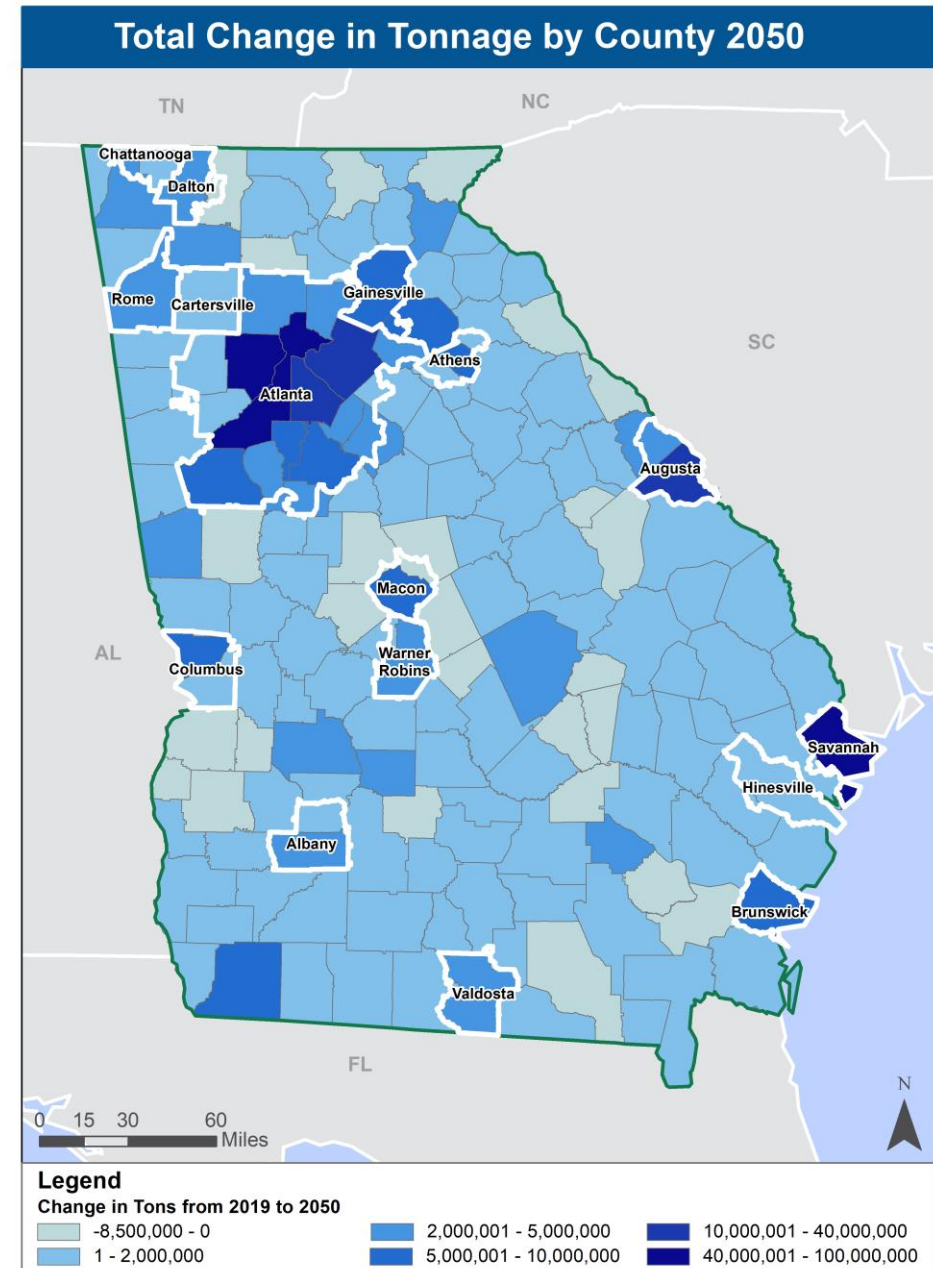 Total Change in Tonnage by County 2050
TN
NC
Chattanooga
Dalton
Rome
Cartersville
Gainesville
SC
Athens
Atlanta
Augusta
Macon
AL
Columbus
Warner
Robins
Savannah
Hinesville
Albany
Brunswick
Valdosta
FL
N
0 15 30 60
Miles
Legend
Change in Tons from 2019 to 2050
-8,500,000 - 0
2,000,001 - 5,000,000
10,000,001 - 40,000,000
1 - 2,000,000
5,000,001 - 10,000,000
40,000,001 - 100,000,000